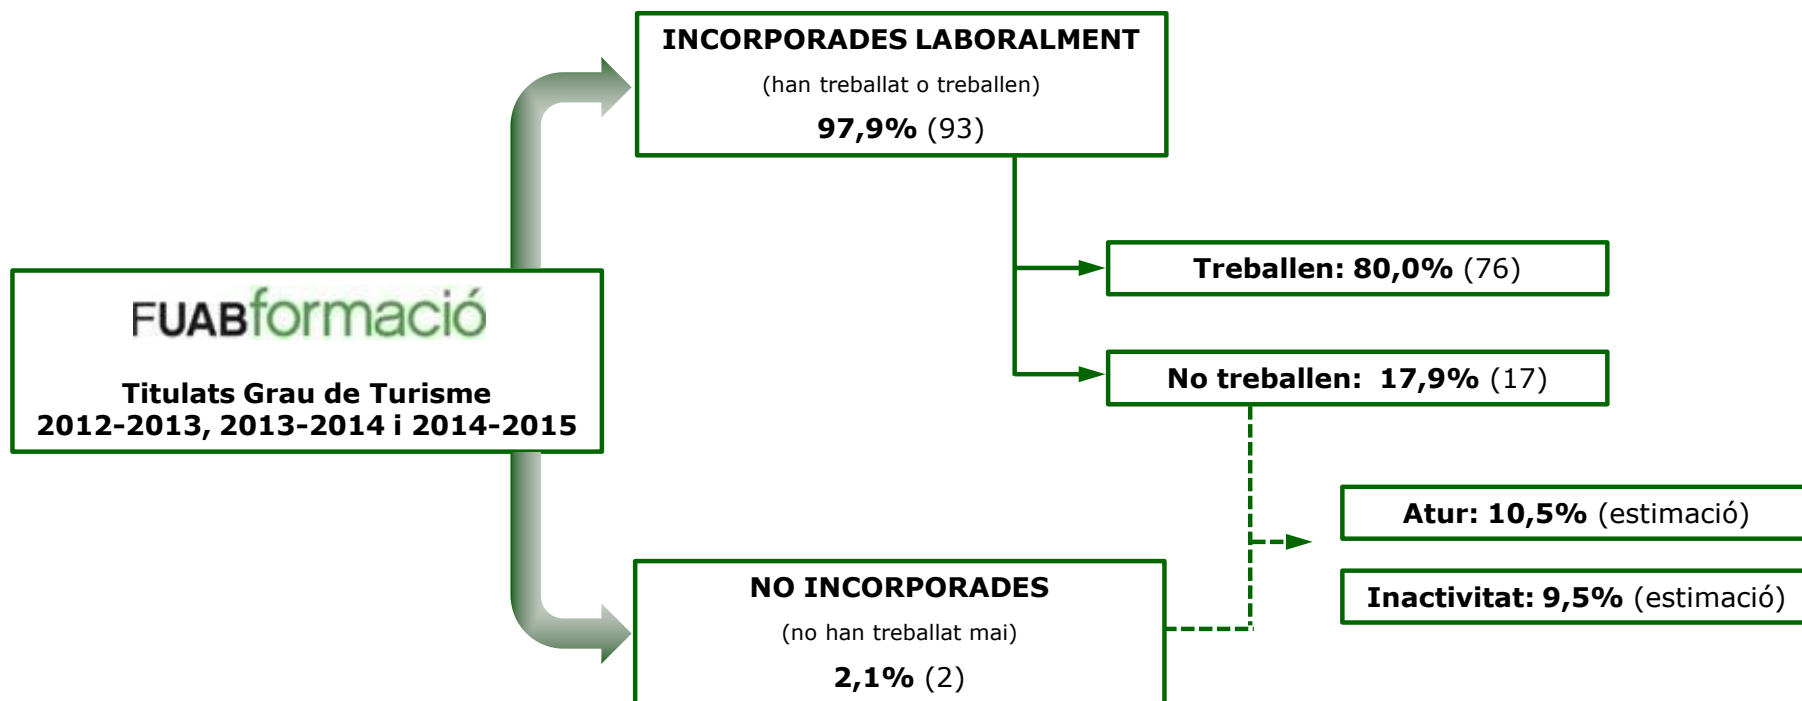 INCORPORADES LABORALMENT
(han treballat o treballen)
97,9% (93)
Treballen: 80,0% (76)
FUABformació
No treballen: 17,9% (17)
Titulats Grau de Turisme
2012-2013, 2013-2014 i 2014-2015
Atur: 10,5% (estimació)
NO INCORPORADES
Inactivitat: 9,5% (estimació)
(no han treballat mai)
2,1% (2)